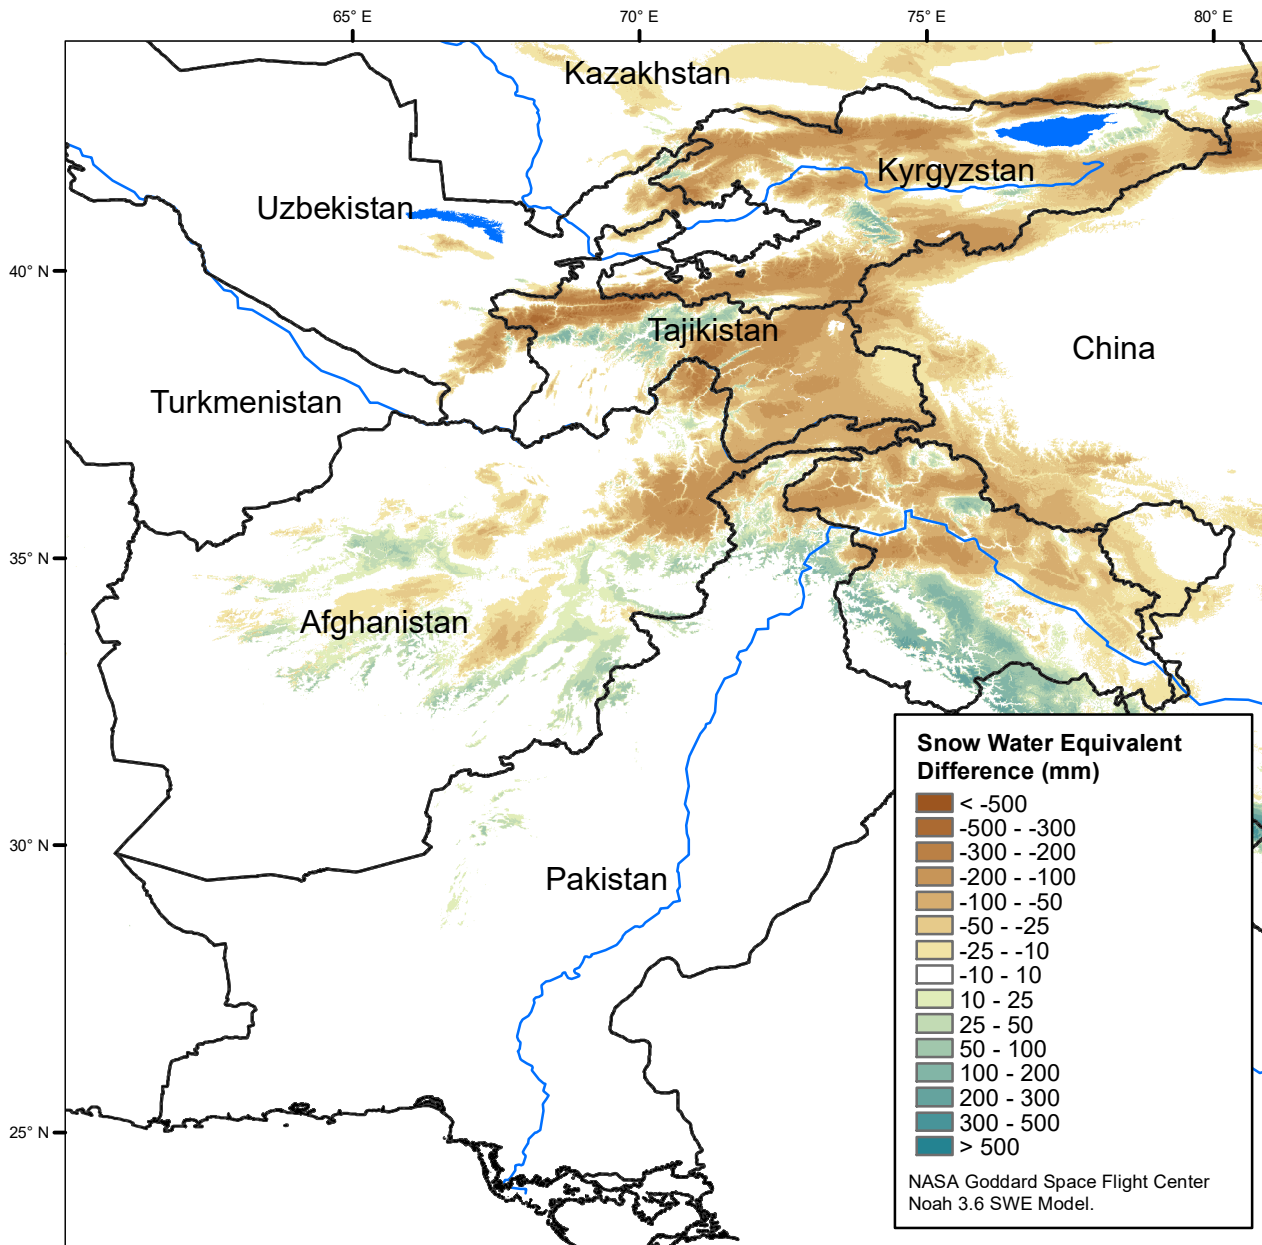 65° E
70° E
75° E
80° E
Kazakhstan
Kyrgyzstan
Uzbekistan
40° N
Tajikistan
China
Turkmenistan
35° N
Afghanistan
Snow Water Equivalent
Difference (mm)
< -500
-500 - -300
-300 - -200
-200 - -100
-100 - -50
-50 - -25
-25 - -10
-10 - 10
10 - 25
25 - 50
50 - 100
100 - 200
200 - 300
300 - 500
> 500
30° N
Pakistan
25° N
NASA Goddard Space Flight Center
Noah 3.6 SWE Model.